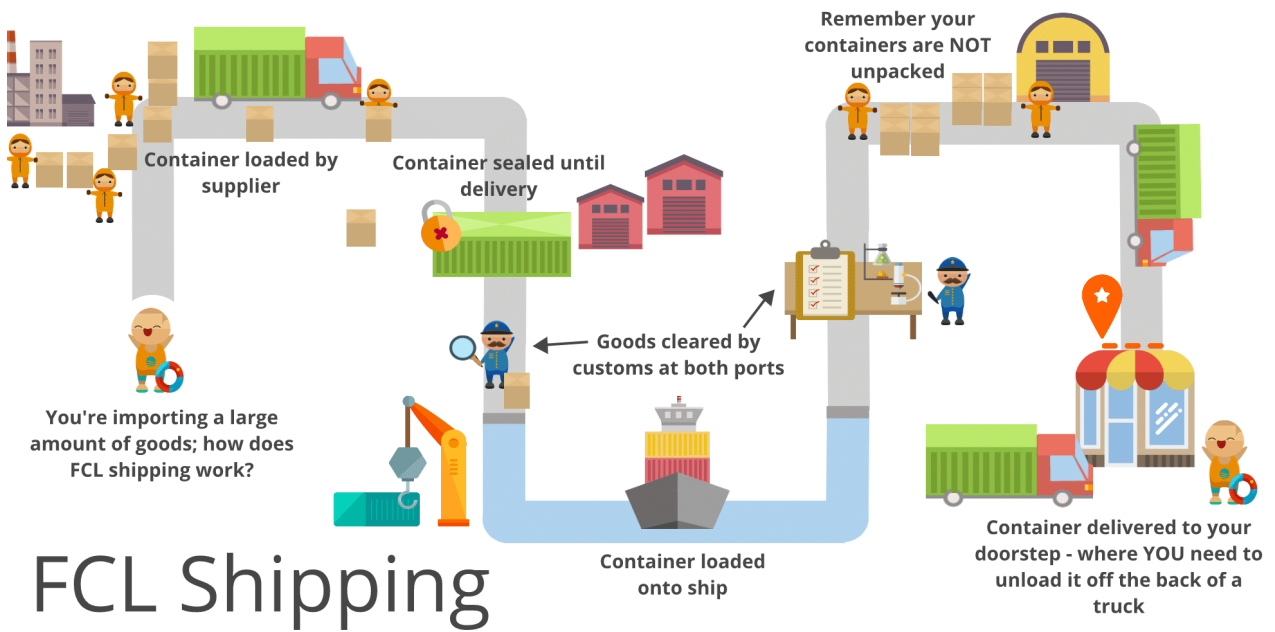 You're importing a large
amount of goods; how does
FCL shipping work?
Container loaded by
supplier
Container sealed until
delivery
Goods cleared by
customs at both ports
Container loaded
onto ship
Remember your
containers are NOT
unpacked
Container delivered to your
doorstep - where YOU need to
unload it off the back of a
truck
FCL Shipping